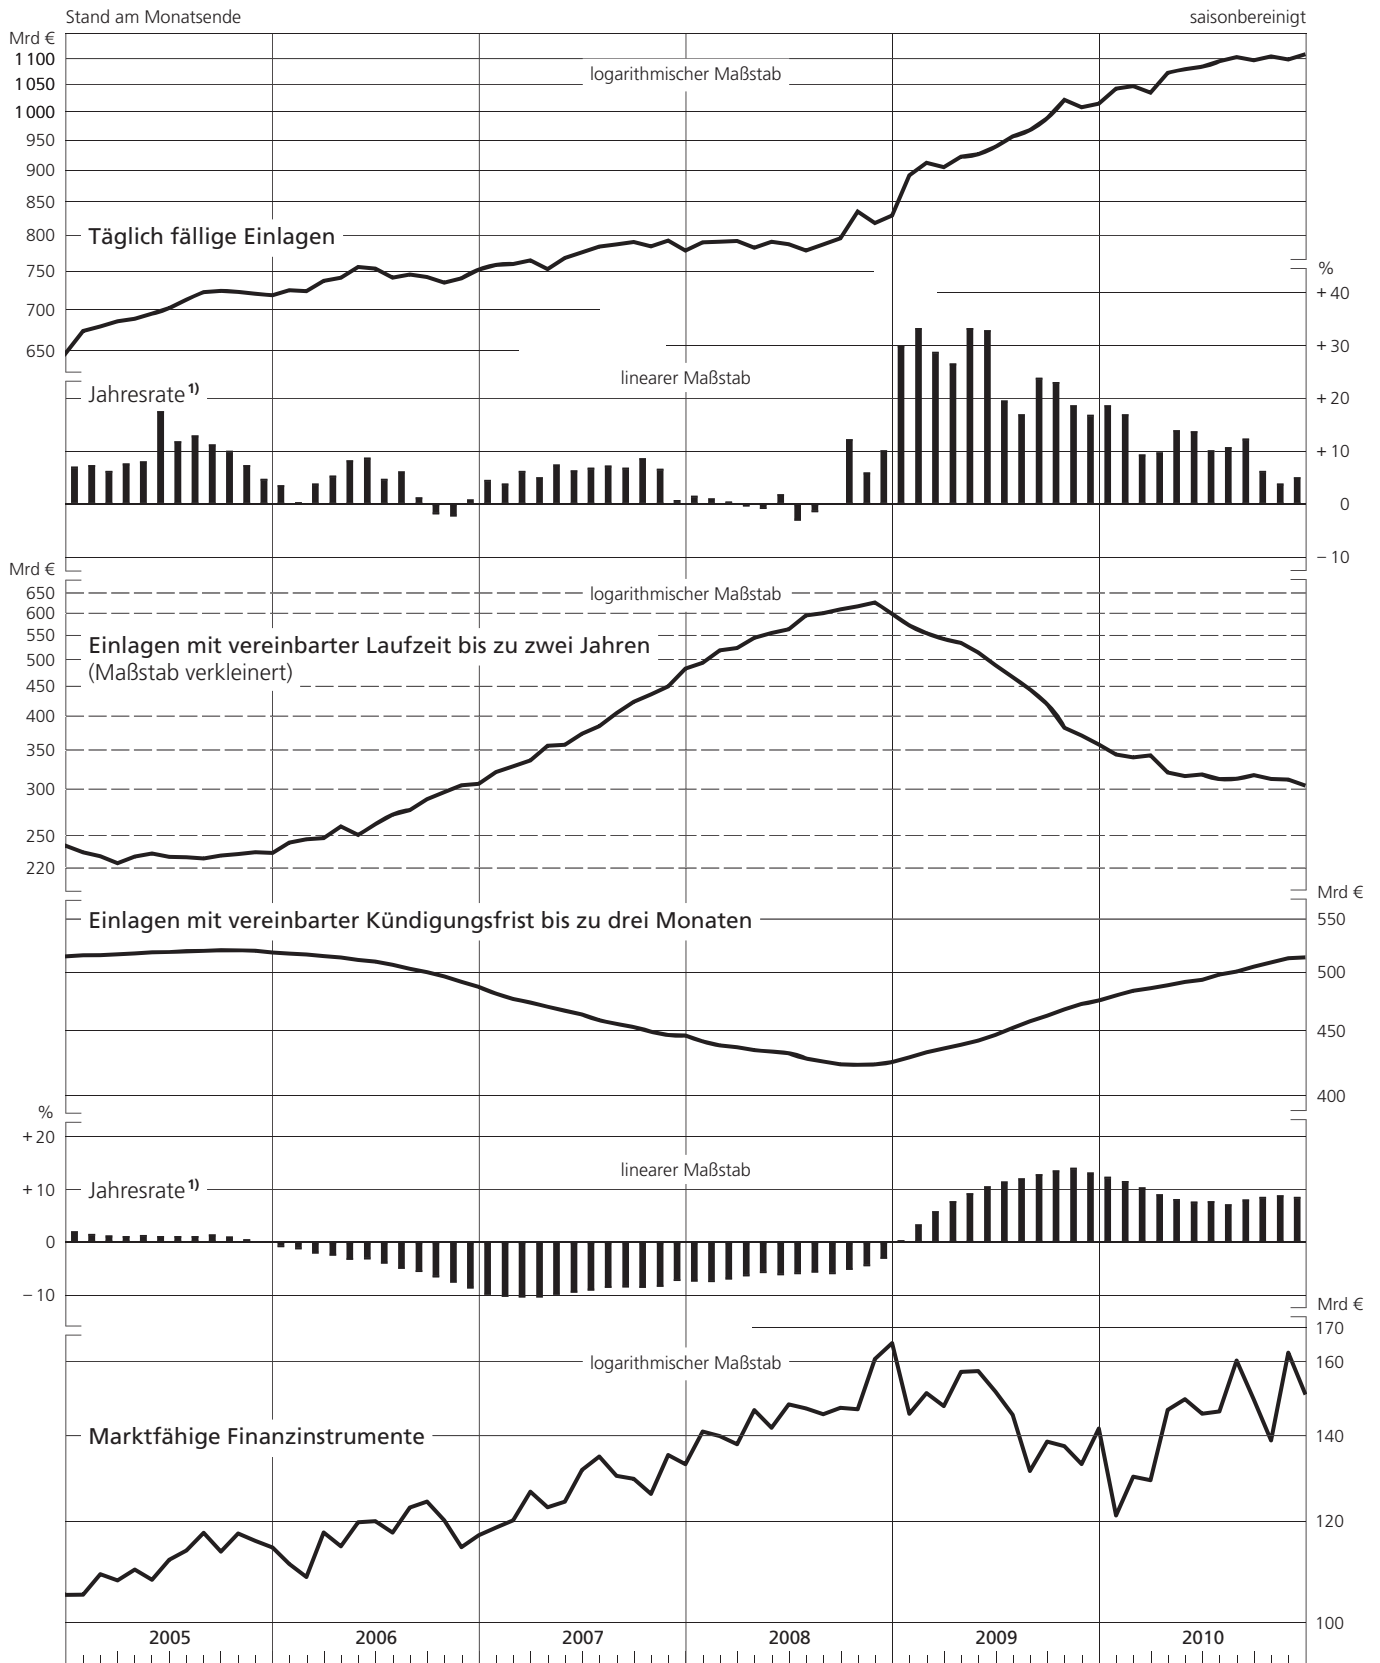 Stand am Monatsende
saisonbereinigt
Mrd €
1 100
logarithmischer Maßstab
1 050
1 000
950
900
850
800
Täglich fällige Einlagen
750
%
+ 40
700
650
+ 30
linearer Maßstab
Jahresrate 1)
+ 20
+ 10
0
– 10
Mrd €
650
logarithmischer Maßstab
600
550
Einlagen mit vereinbarter Laufzeit bis zu zwei Jahren
500
(Maßstab verkleinert)
450
400
350
300
250
220
Mrd €
Einlagen mit vereinbarter Kündigungsfrist bis zu drei Monaten
550
500
450
400
%
+ 20
linearer Maßstab
+ 10
Jahresrate 1)
0
– 10
Mrd €
170
logarithmischer Maßstab
160
Marktfähige Finanzinstrumente
140
120
100
2005 2006 2007 2008 2009 2010